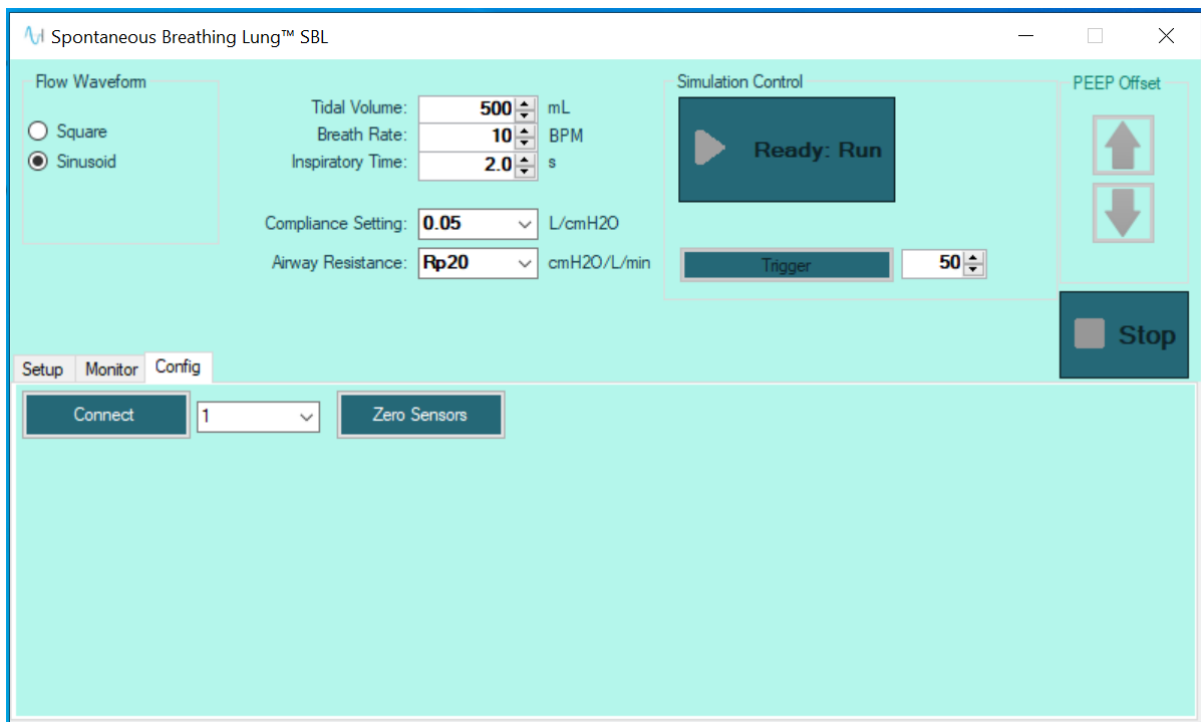 Spontaneous Breathing Lung™ SBL
Flow Waveform
Square
Sinusoid
Tidal Volume: 500 mL
Breath Rate: 10 BPM
Inspiratory Time: 2.0 s
Compliance Setting: 0.05 L/cmH2O
Airway Resistance: Rp20 cmH2O/L/min
Simulation Control
Ready: Run
Trigger 50
PEEP Offset
Stop
Setup Monitor Config
Connect 1 Zero Sensors